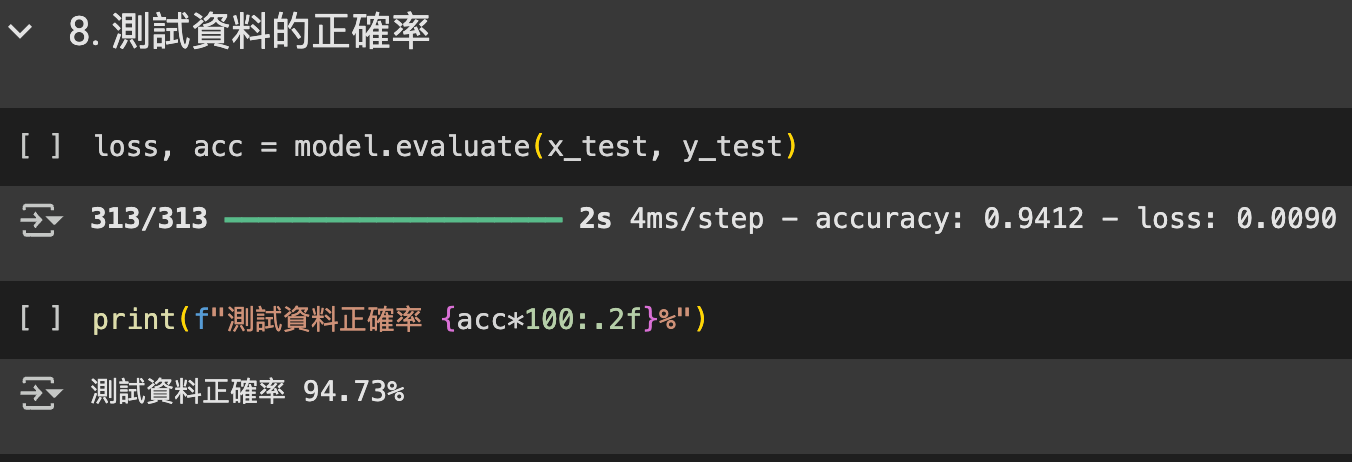 8. 測試資料的正確率
[ ] loss, acc = model.evaluate(x_test, y_test)
313/313 ━━━━━━━━━━━━━━━━━━━━ 2s 4ms/step - accuracy: 0.9412 - loss: 0.0090
[ ] print(f"測試資料正確率 {acc*100:.2f}%")
測試資料正確率 94.73%